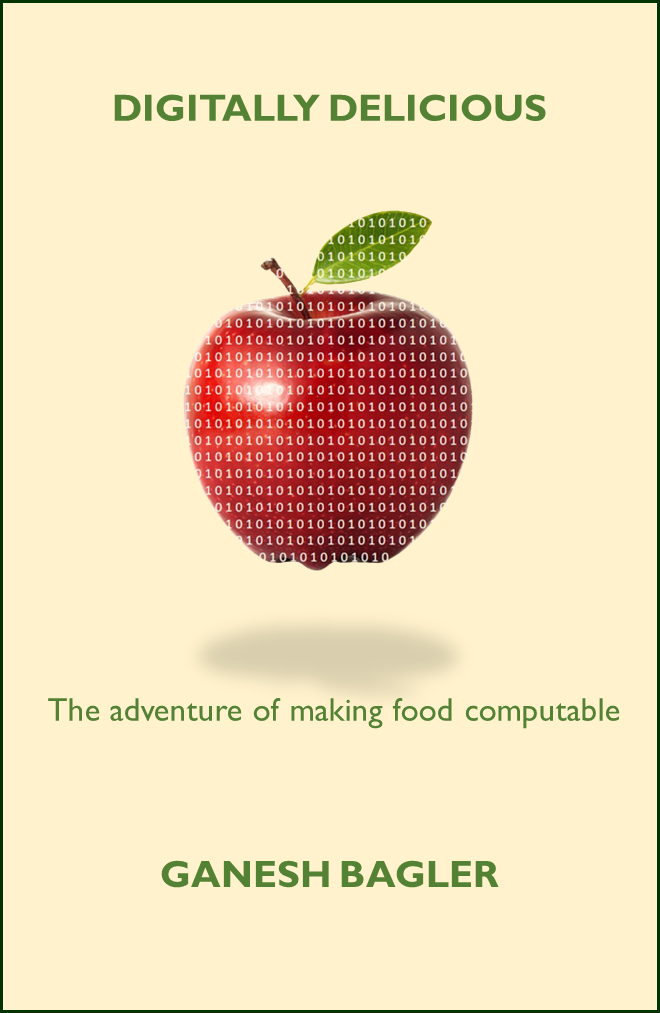 DIGITALLY DELICIOUS
The adventure of making food computable
GANESH BAGLER